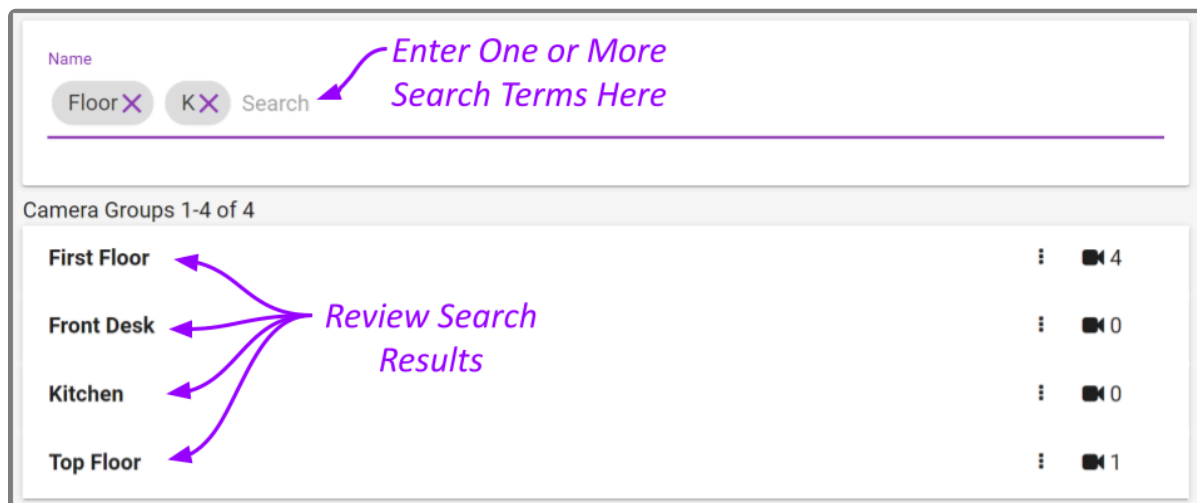 Name
Enter One or More
Search Terms Here
Floor K Search
Camera Groups 1-4 of 4
First Floor 4
Front Desk 0
Review Search
Results
Kitchen 0
Top Floor 1